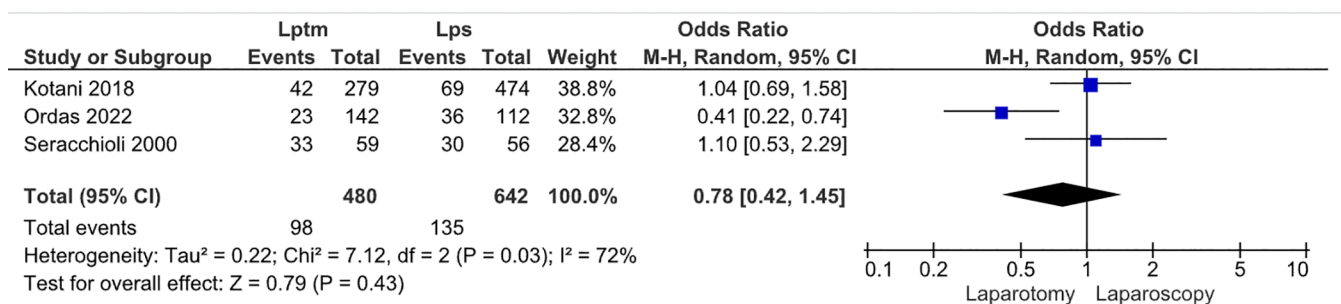 Lptm Lps Odds Ratio Odds Ratio
Study or Subgroup Events Total Events Total Weight M-H, Random, 95% CI M-H, Random, 95% CI
Kotani 2018 42 279 69 474 38.8% 1.04 [0.69, 1.58]
Ordas 2022 23 142 36 112 32.8% 0.41 [0.22, 0.74]
Seracchioli 2000 33 59 30 56 28.4% 1.10 [0.53, 2.29]
Total (95% CI) 480 642 100.0% 0.78 [0.42, 1.45]
Total events 98 135
Heterogeneity: Tau² = 0.22; Chi² = 7.12, df = 2 (P = 0.03); I² = 72%
Test for overall effect: Z = 0.79 (P = 0.43)
0.1 0.2 0.5 1 2 5 10
Laparotomy Laparoscopy